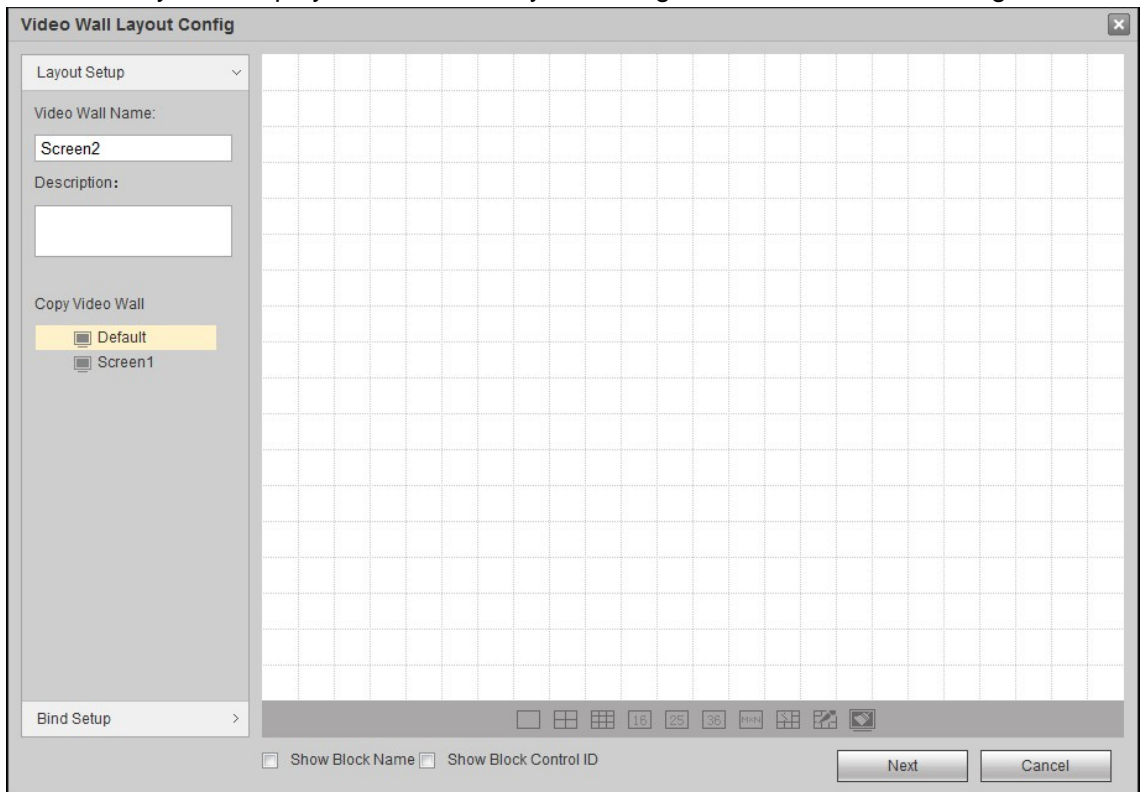 Video Wall Layout Config
Layout Setup
Video Wall Name:
Screen2
Description:
Copy Video Wall
Default
Screen1
Bind Setup
16 25 36 M×N
Show Block Name Show Block Control ID
Next Cancel